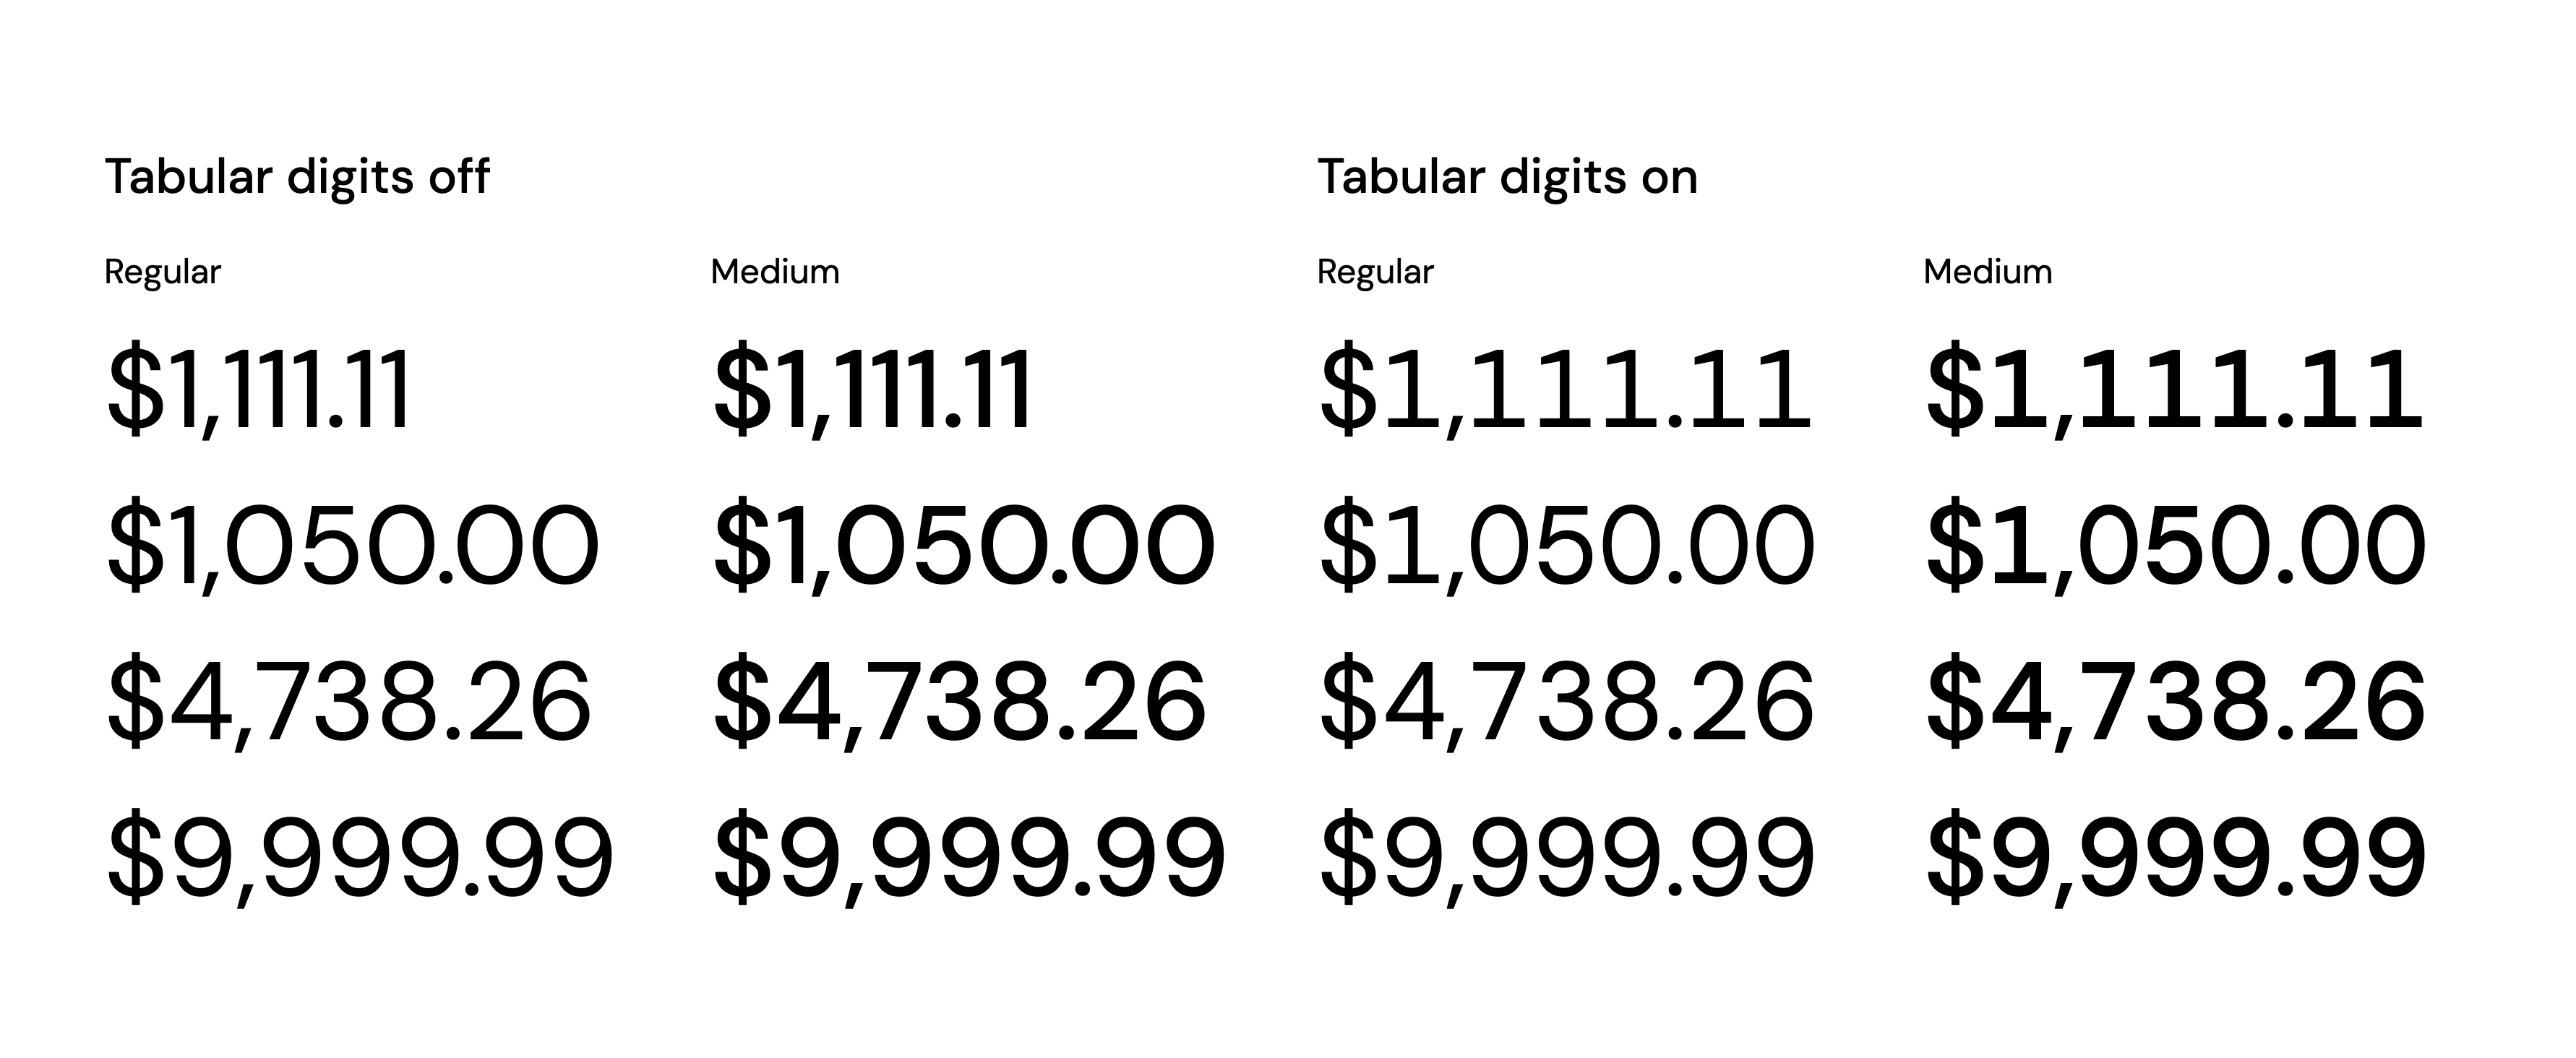 Tabular digits off Tabular digits on
Regular Medium Regular Medium
$1,111.11 $1,111.11 $1,111.11 $1,111.11
$1,050.00 $1,050.00 $1,050.00 $1,050.00
$4,738.26 $4,738.26 $4,738.26 $4,738.26
$9,999.99 $9,999.99 $9,999.99 $9,999.99